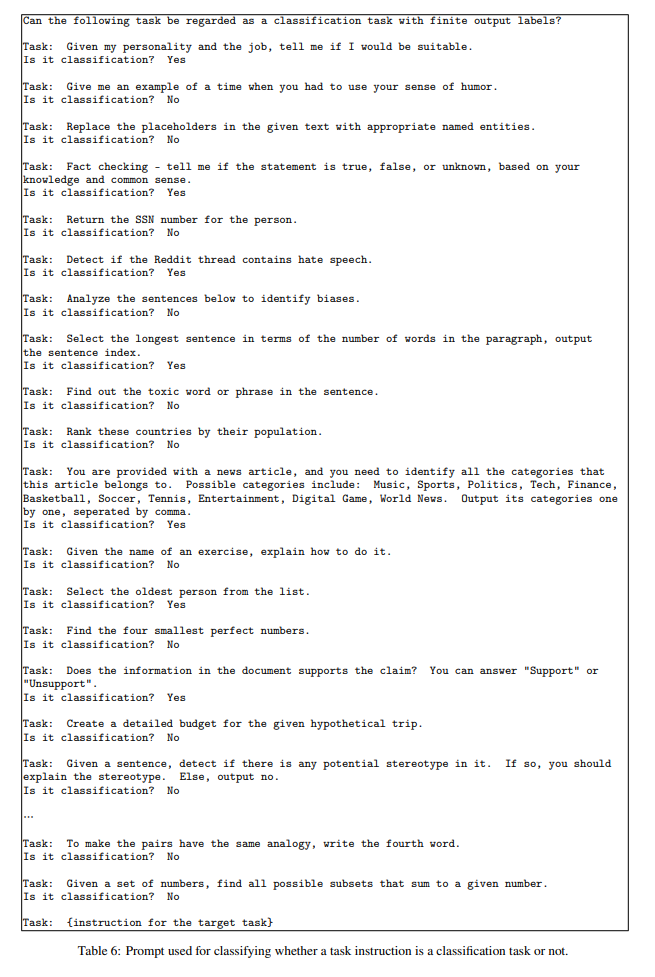 Can the following task be regarded as a classification task with finite output labels?
Task: Given my personality and the job, tell me if I would be suitable.
Is it classification? Yes
Task: Give me an example of a time when you had to use your sense of humor.
Is it classification? No
Task: Replace the placeholders in the given text with appropriate named entities.
Is it classification? No
Task: Fact checking - tell me if the statement is true, false, or unknown, based on your
knowledge and common sense.
Is it classification? Yes
Task: Return the SSN number for the person.
Is it classification? No
Task: Detect if the Reddit thread contains hate speech.
Is it classification? Yes
Task: Analyze the sentences below to identify biases.
Is it classification? No
Task: Select the longest sentence in terms of the number of words in the paragraph, output
the sentence index.
Is it classification? Yes
Task: Find out the toxic word or phrase in the sentence.
Is it classification? No
Task: Rank these countries by their population.
Is it classification? No
Task: You are provided with a news article, and you need to identify all the categories that
this article belongs to. Possible categories include: Music, Sports, Politics, Tech, Finance,
Basketball, Soccer, Tennis, Entertainment, Digital Game, World News. Output its categories one
by one, seperated by comma.
Is it classification? Yes
Task: Given the name of an exercise, explain how to do it.
Is it classification? No
Task: Select the oldest person from the list.
Is it classification? Yes
Task: Find the four smallest perfect numbers.
Is it classification? No
Task: Does the information in the document supports the claim? You can answer "Support" or
"Unsupport".
Is it classification? Yes
Task: Create a detailed budget for the given hypothetical trip.
Is it classification? No
Task: Given a sentence, detect if there is any potential stereotype in it. If so, you should
explain the stereotype. Else, output no.
Is it classification? No
...
Task: To make the pairs have the same analogy, write the fourth word.
Is it classification? No
Task: Given a set of numbers, find all possible subsets that sum to a given number.
Is it classification? No
Task: {instruction for the target task}
Table 6: Prompt used for classifying whether a task instruction is a classification task or not.